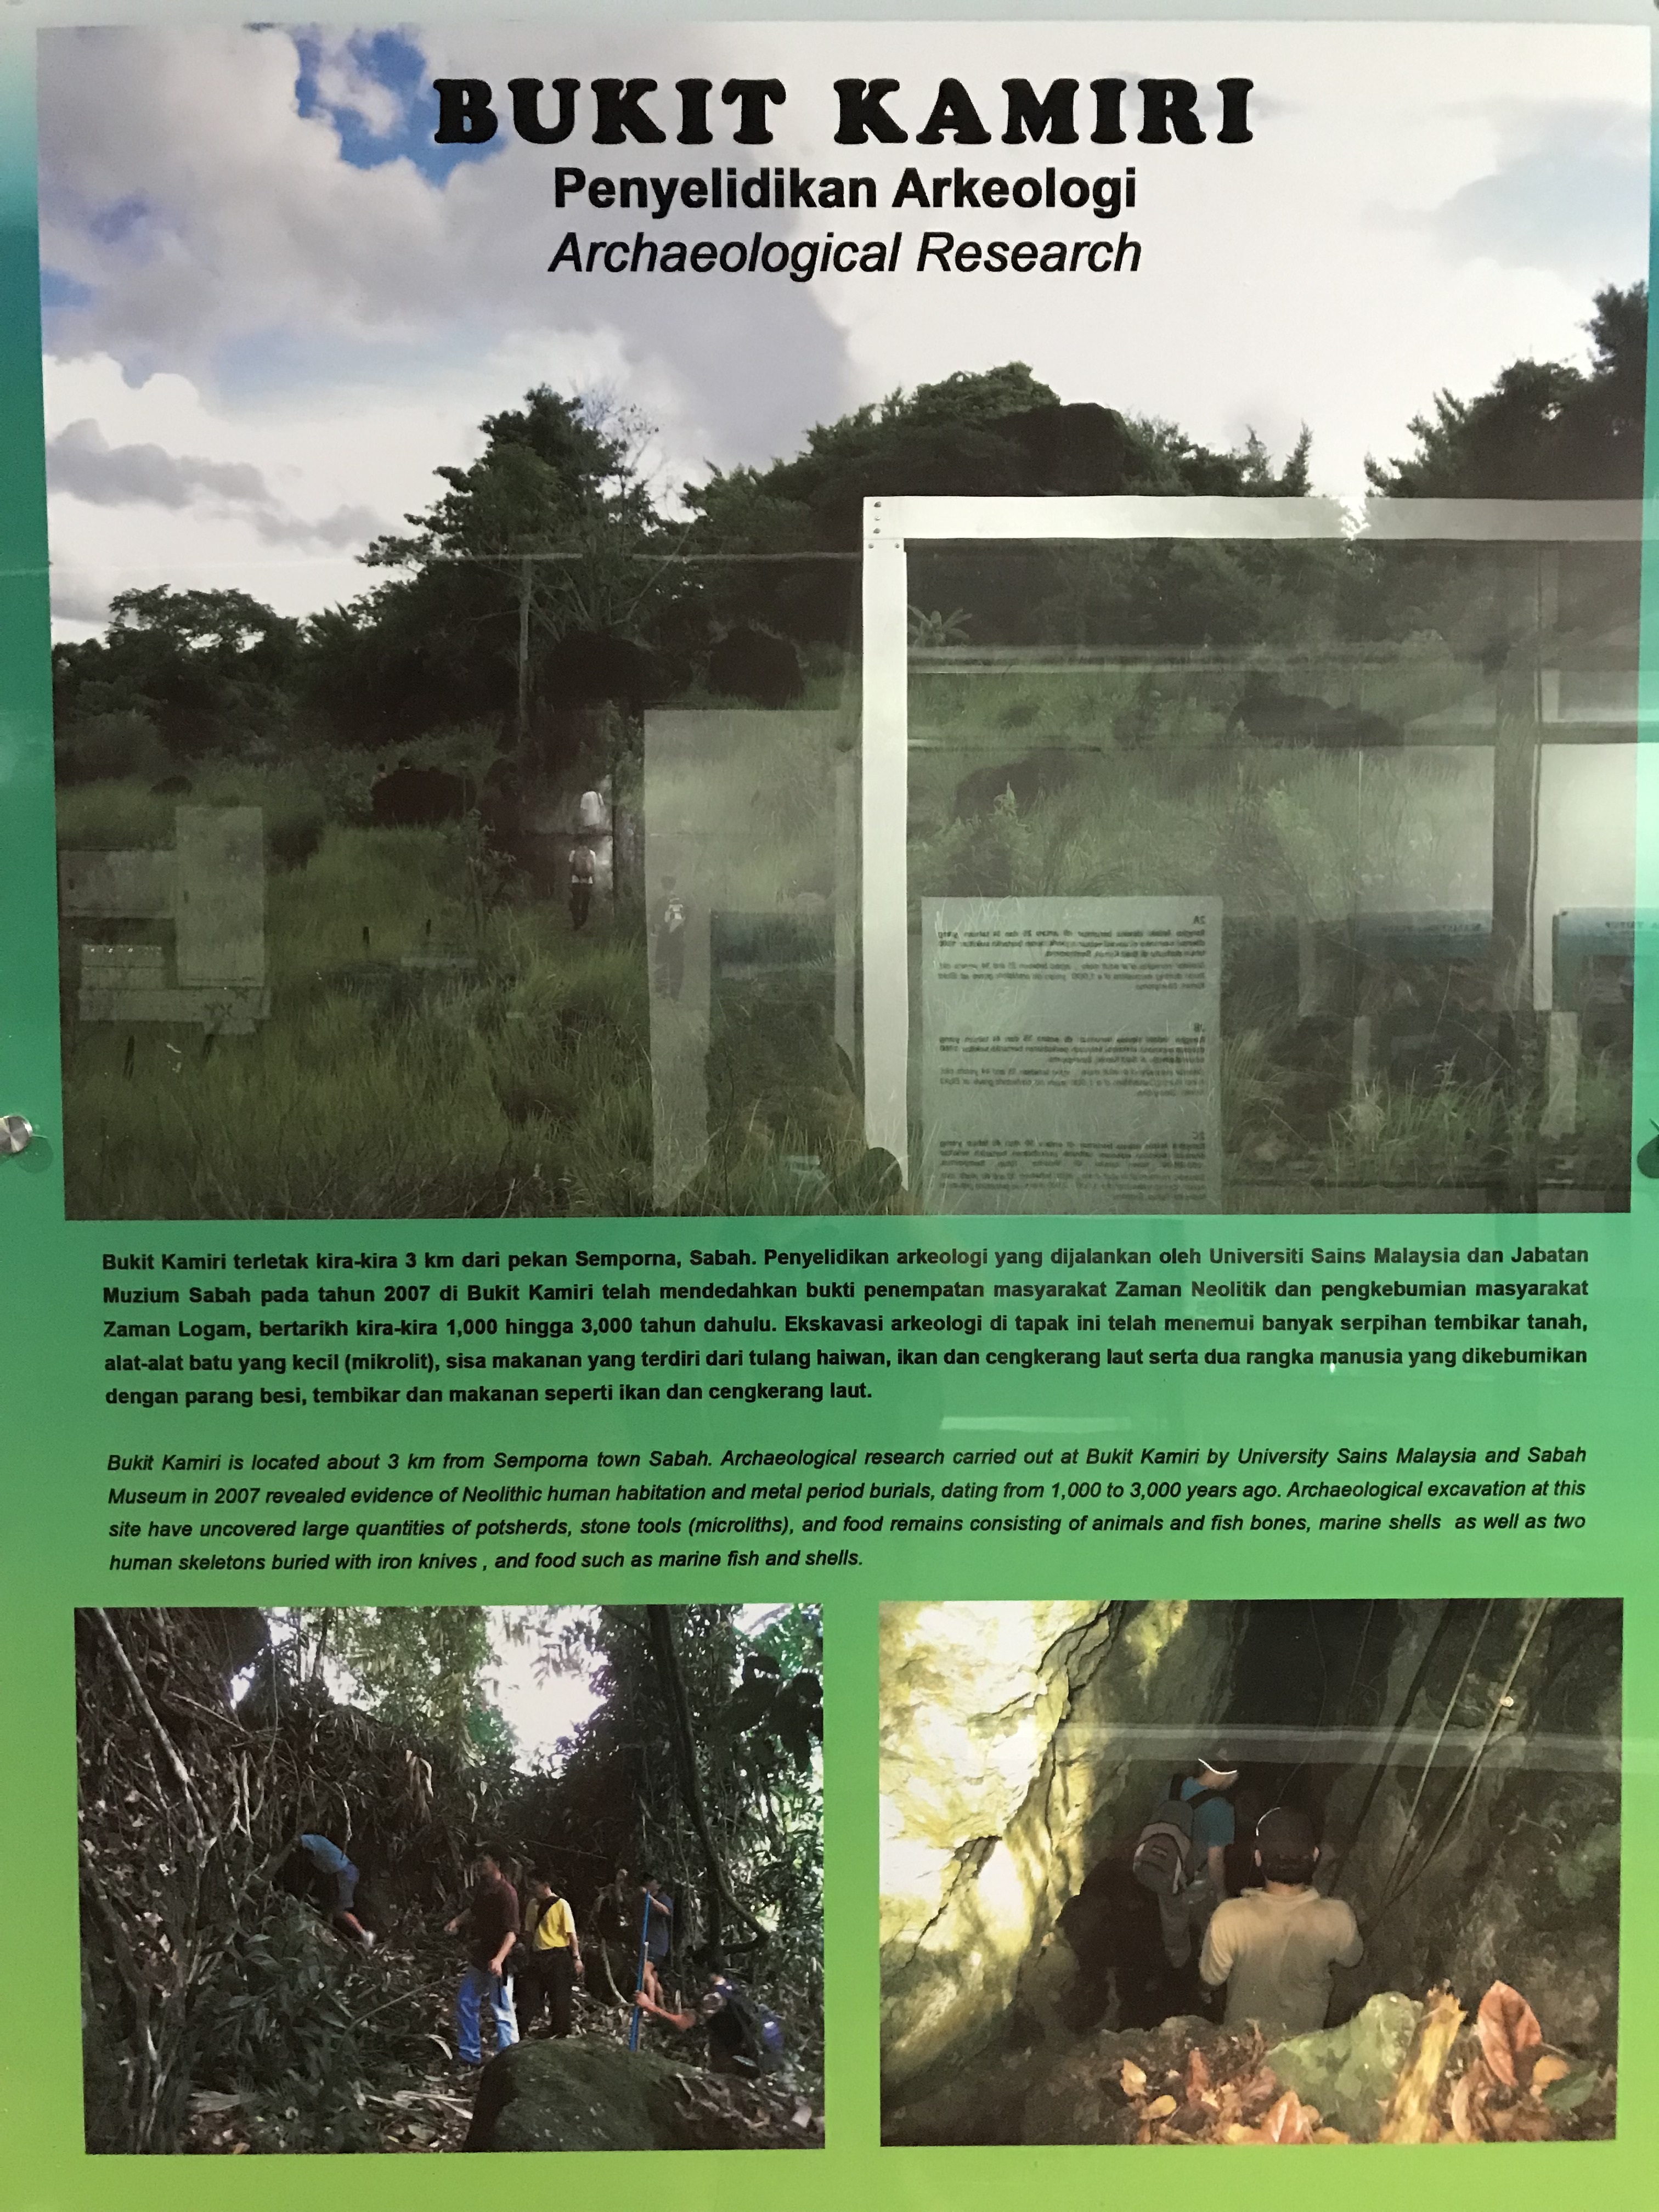 BUKIT KAMIRI
Penyelidikan Arkeologi
Archaeological Research
2A
Bukit Kamiri terletak kira-kira 3 km dari pekan Semporna, Sabah. Penyelidikan arkeologi yang dijalankan oleh Universiti Sains Malaysia dan Jabatan
Muzium Sabah pada tahun 2007 di Bukit Kamiri telah mendedahkan bukti penempatan masyarakat Zaman Neolitik dan pengkebumian masyarakat
Zaman Logam, bertarikh kira-kira 1,000 hingga 3,000 tahun dahulu. Ekskavasi arkeologi di tapak ini telah menemui banyak serpihan tembikar tanah,
alat-alat batu yang kecil (mikrolit), sisa makanan yang terdiri dari tulang haiwan, ikan dan cengkerang laut serta dua rangka manusia yang dikebumikan
dengan parang besi, tembikar dan makanan seperti ikan dan cengkerang laut.
Bukit Kamiri is located about 3 km from Semporna town Sabah. Archaeological research carried out at Bukit Kamiri by University Sains Malaysia and Sabah
Museum in 2007 revealed evidence of Neolithic human habitation and metal period burials, dating from 1,000 to 3,000 years ago. Archaeological excavation at this
site have uncovered large quantities of potsherds, stone tools (microliths), and food remains consisting of animals and fish bones, marine shells as well as two
human skeletons buried with iron knives , and food such as marine fish and shells.